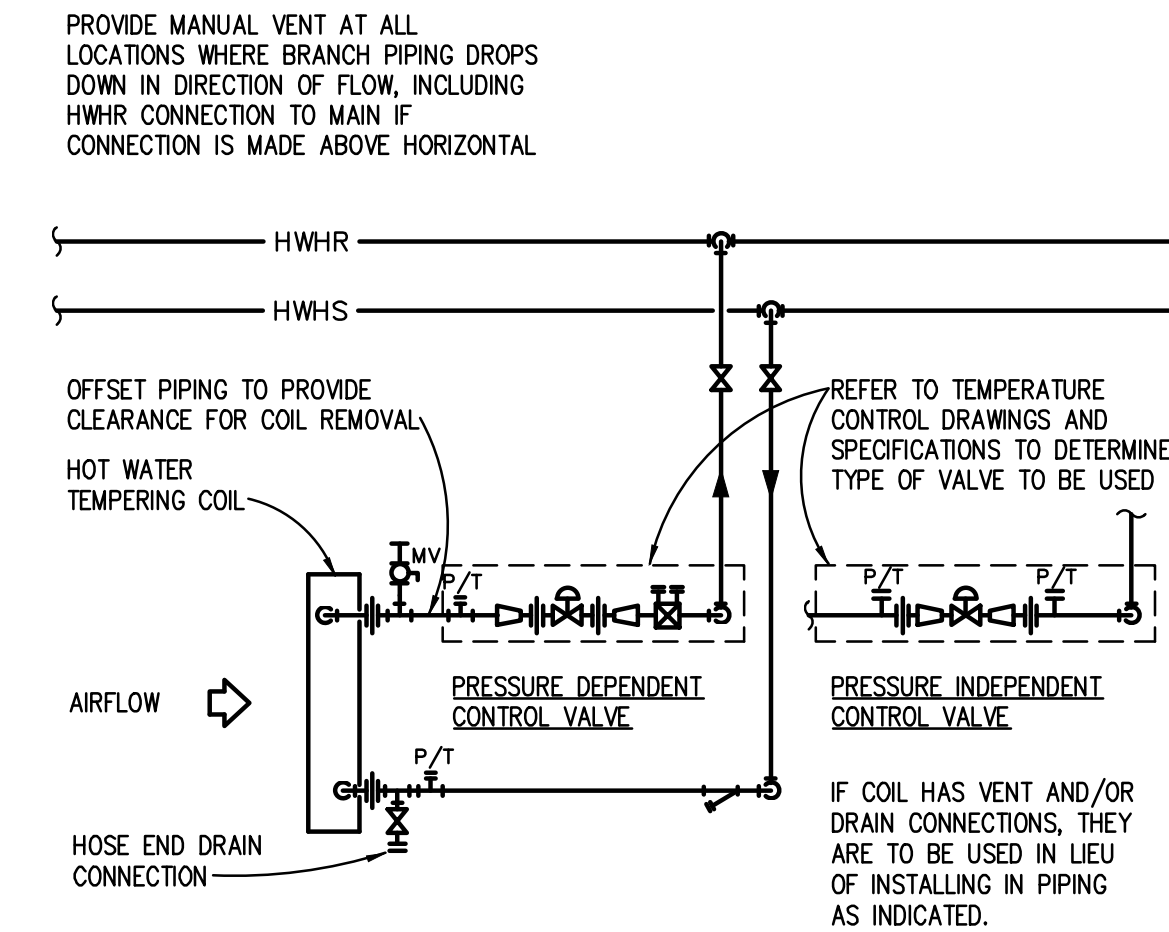 PROVIDE MANUAL VENT AT ALL
LOCATIONS WHERE BRANCH PIPING DROPS
DOWN IN DIRECTION OF FLOW, INCLUDING
HWHR CONNECTION TO MAIN IF
CONNECTION IS MADE ABOVE HORIZONTAL
HWHR
HWHS
OFFSET PIPING TO PROVIDE
CLEARANCE FOR COIL REMOVAL
HOT WATER
TEMPERING COIL
REFER TO TEMPERATURE
CONTROL DRAWINGS AND
SPECIFICATIONS TO DETERMINE
TYPE OF VALVE TO BE USED
MV
P/T
P/T
P/T
AIRFLOW
PRESSURE DEPENDENT
CONTROL VALVE
PRESSURE INDEPENDENT
CONTROL VALVE
P/T
HOSE END DRAIN
CONNECTION
IF COIL HAS VENT AND/OR
DRAIN CONNECTIONS, THEY
ARE TO BE USED IN LIEU
OF INSTALLING IN PIPING
AS INDICATED.